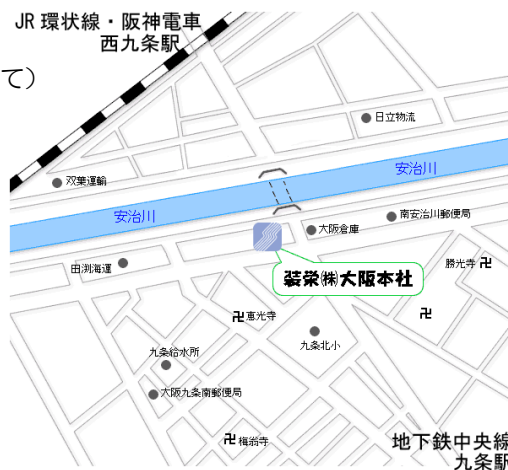 JR環状線・阪神電車
西九条駅
て）
日立物流
双葉運輸
安治川
安治川
南安治川郵便局
大阪倉庫
田渕海運
装栄㈱大阪本社
勝光寺
恵光寺
九条北小
九条給水所
大阪九条南郵便局
梅翁寺
地下鉄中央線
九条駅